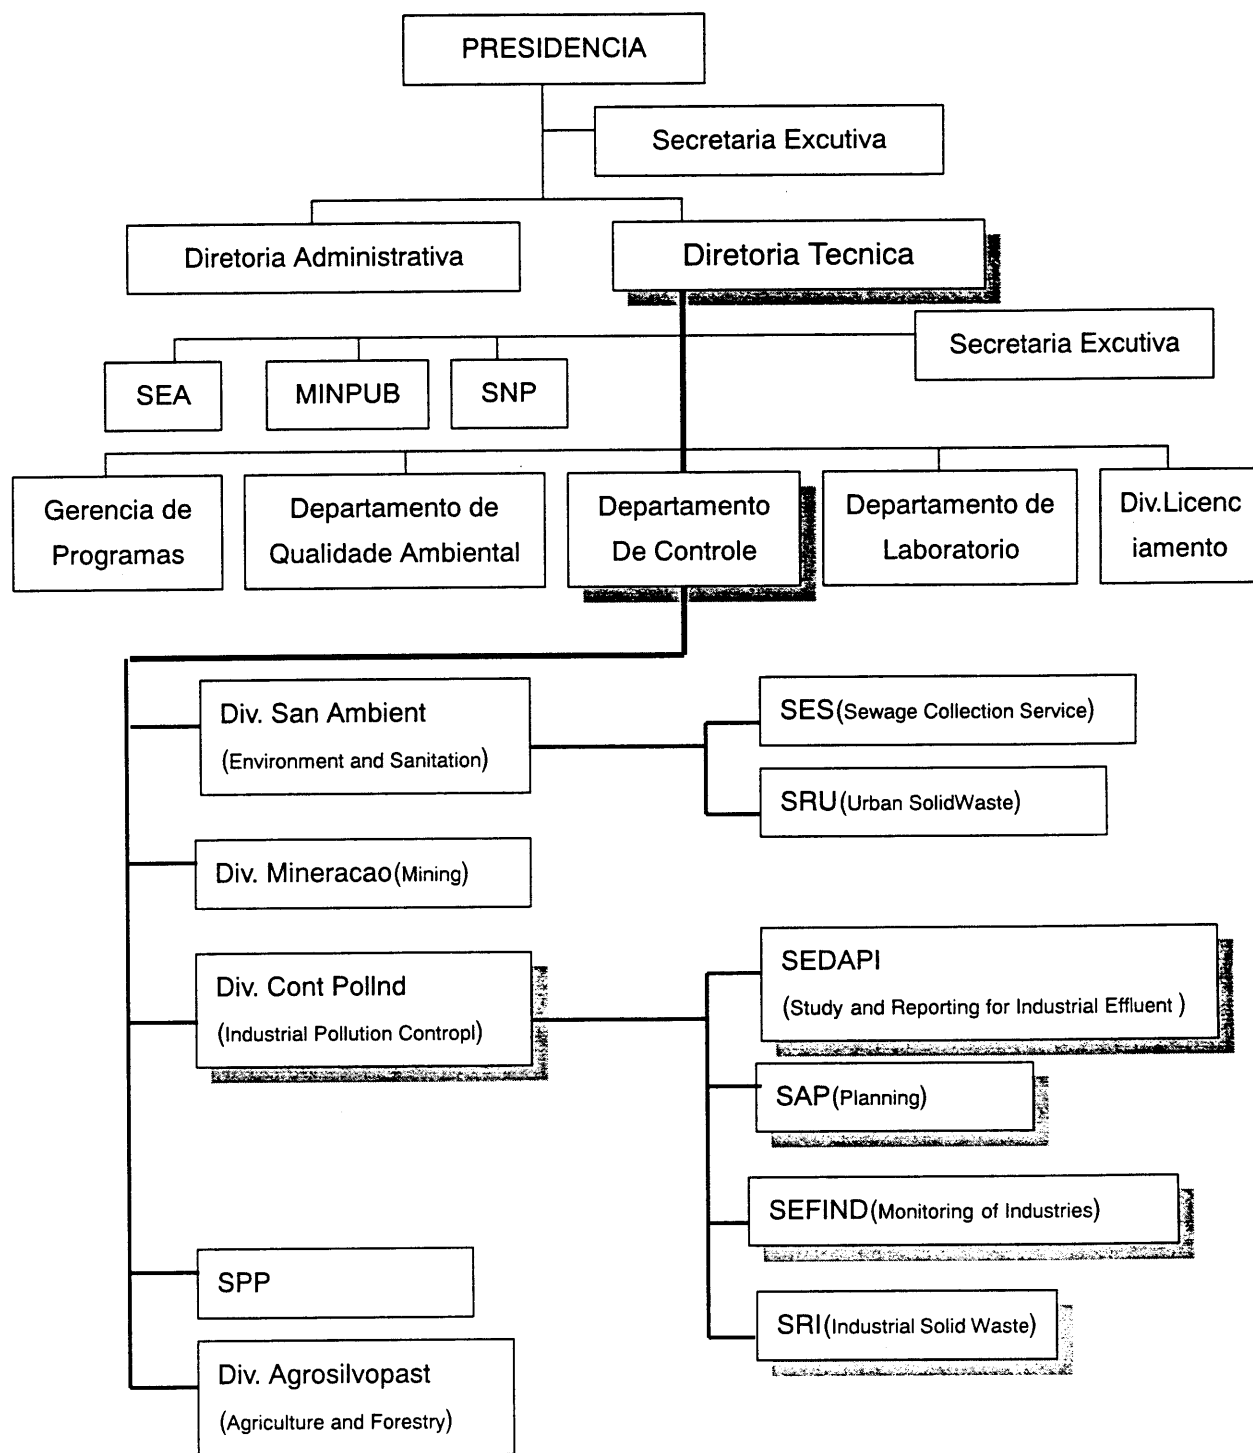 PRESIDENCIA
Secretaria Excutiva
Diretoria Administrativa
Diretoria Tecnica
Secretaria Excutiva
SEA
MINPUB
SNP
Gerencia de
Programas
Departamento de
Qualidade Ambiental
Departamento
De Controle
Departamento de
Laboratorio
Div.Licenc
iamento
Div. San Ambient
(Environment and Sanitation)
SES(Sewage Collection Service)
SRU(Urban SolidWaste)
Div. Mineracao(Mining)
Div. Cont PolInd
(Industrial Pollution Contropl)
SEDAPI
(Study and Reporting for Industrial Effluent )
SAP(Planning)
SEFIND(Monitoring of Industries)
SRI(Industrial Solid Waste)
SPP
Div. Agrosilvopast
(Agriculture and Forestry)